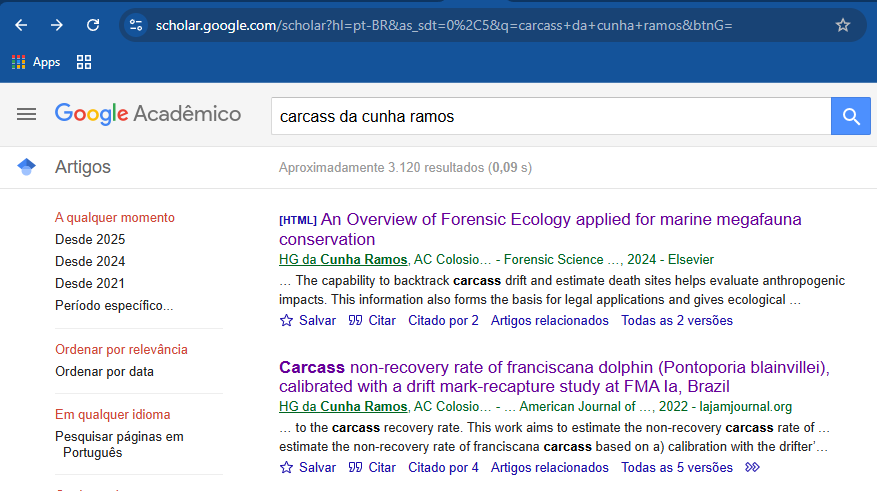 scholar.google.com/scholar?hl=pt-BR&as_sdt=0%2C5&q=carcass+da+cunha+ramos&btnG=
Apps
Google Acadêmico
carcass da cunha ramos
Artigos
Aproximadamente 3.120 resultados (0,09 s)
A qualquer momento
Desde 2025
Desde 2024
Desde 2021
Período específico...
Ordenar por relevância
Ordenar por data
Em qualquer idioma
Pesquisar páginas em
Português
[HTML] An Overview of Forensic Ecology applied for marine megafauna
conservation
HG da Cunha Ramos, AC Colosio… - Forensic Science …, 2024 - Elsevier
… The capability to backtrack carcass drift and estimate death sites helps evaluate anthropogenic
impacts. This information also forms the basis for legal applications and gives ecological …
Salvar Citar Citado por 2 Artigos relacionados Todas as 2 versões
Carcass non-recovery rate of franciscana dolphin (Pontoporia blainvillei),
calibrated with a drift mark-recapture study at FMA Ia, Brazil
HG da Cunha Ramos, AC Colosio… - … American Journal of …, 2022 - lajamjournal.org
… to the carcass recovery rate. This work aims to estimate the non-recovery carcass rate of …
estimate the non-recovery rate of franciscana carcass based on a) calibration with the drifter'…
Salvar Citar Citado por 4 Artigos relacionados Todas as 5 versões